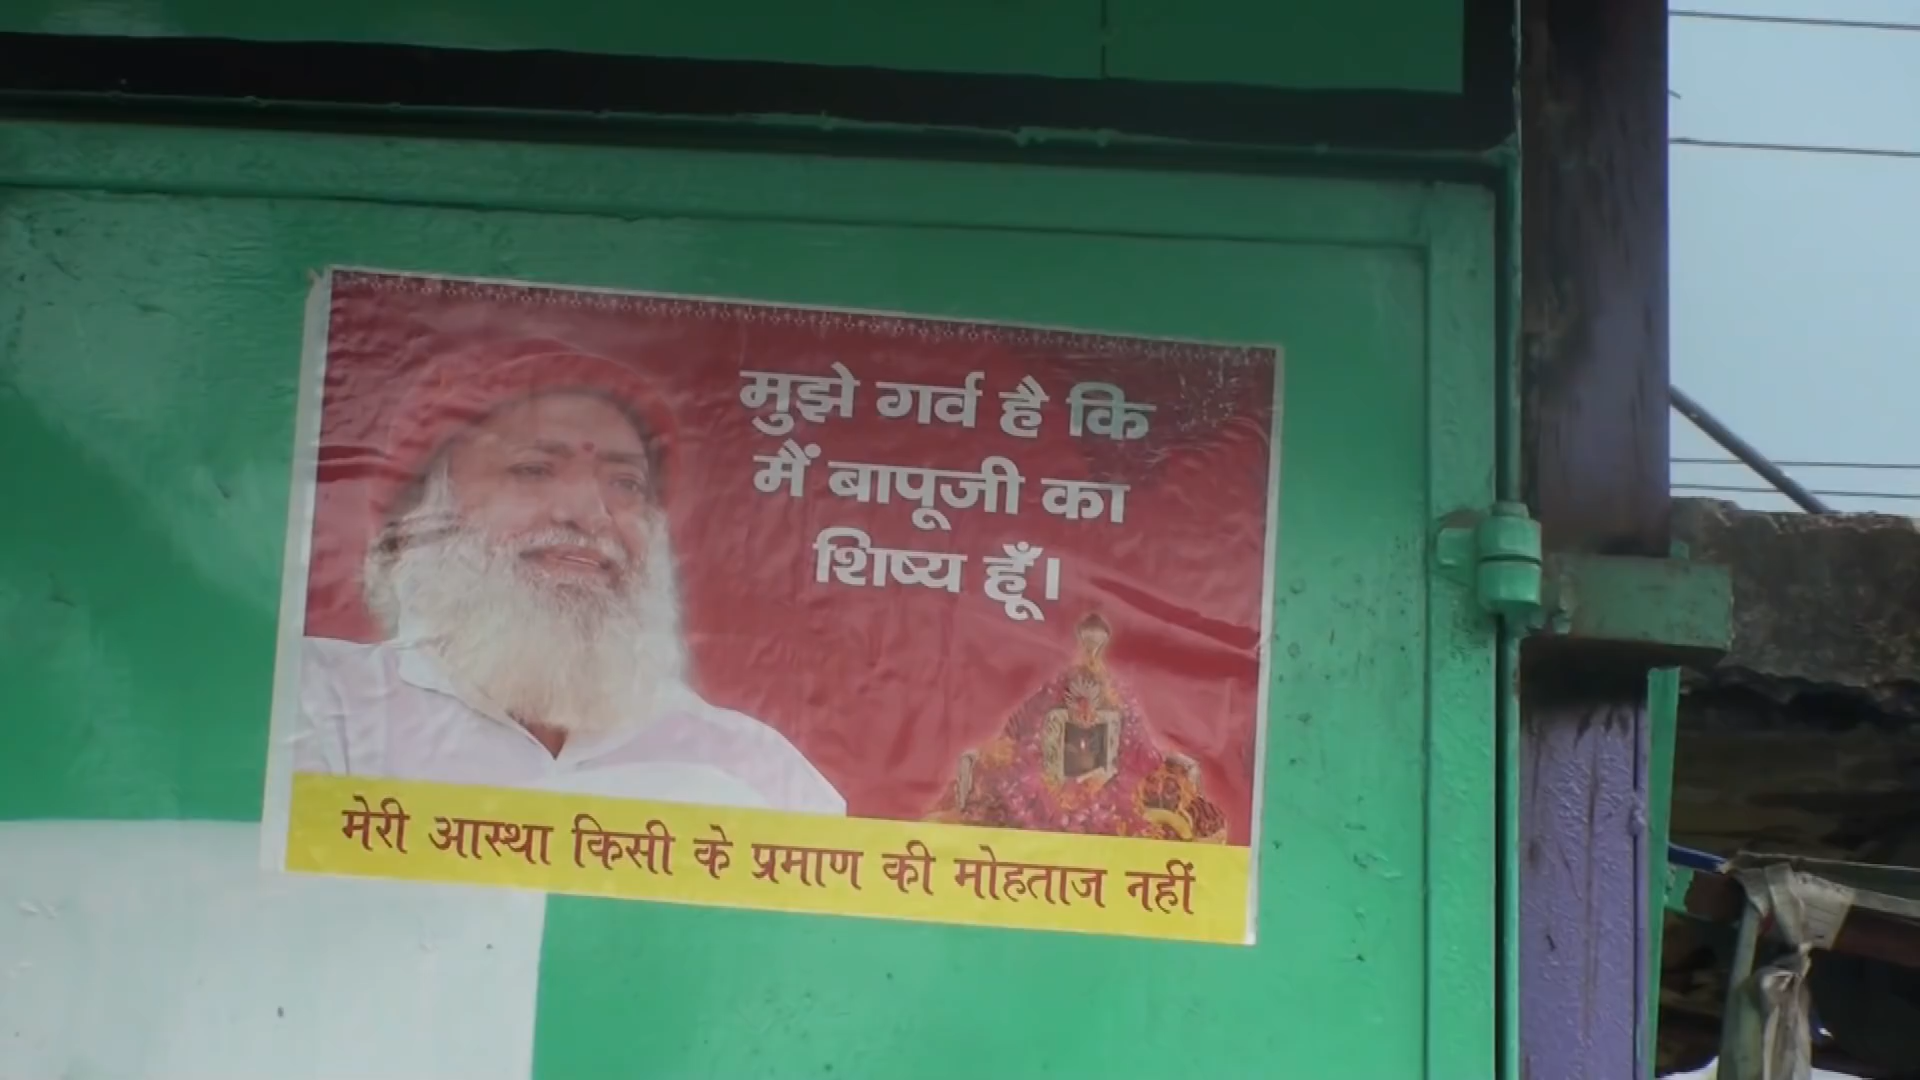 मुझे गर्व है कि
मैं बापूजी का
शिष्य हूँ।
मेरी आस्था किसी के प्रमाण की मोहताज नहीं